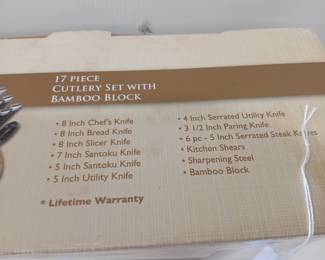 17 PIECE
CUTLERY SET WITH
BAMBOO BLOCK
• 8 Inch Chef's Knife
• 8 Inch Bread Knife
• 8 Inch Slicer Knife
• 7 Inch Santoku Knife
• 5 Inch Santoku Knife
• 5 Inch Utility Knife
* Lifetime Warranty
• 4 Inch Serrated Utility Knife
• 3 1/2 Inch Paring Knife
• 6 pc - 5 Inch Serrated Steak Knives
• Kitchen Shears
• Sharpening Steel
• Bamboo Block